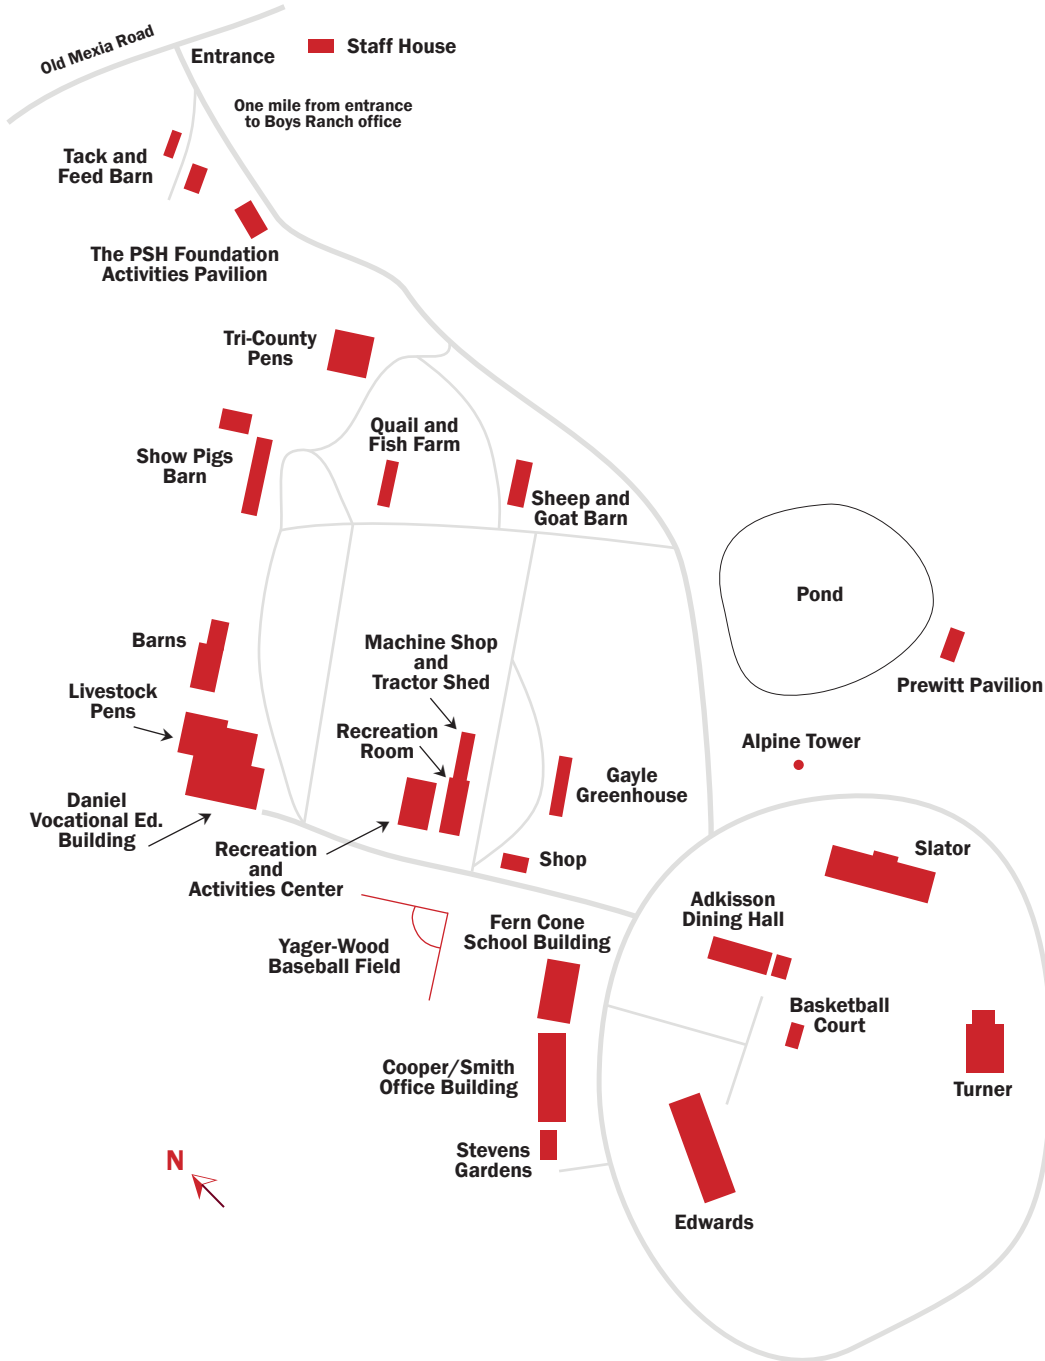 Old Mexia Road
Entrance
Staff House
One mile from entrance
to Boys Ranch office
Tack and
Feed Barn
The PSH Foundation
Activities Pavilion
Tri-County
Pens
Quail and
Fish Farm
Show Pigs
Barn
Sheep and
Goat Barn
Pond
Barns
Machine Shop
and
Tractor Shed
Prewitt Pavilion
Livestock
Pens
Recreation
Room
Alpine Tower
Gayle
Greenhouse
Daniel
Vocational Ed.
Building
Recreation
and
Activities Center
Shop
Slator
Adkisson
Dining Hall
Fern Cone
School Building
Yager-Wood
Baseball Field
Basketball
Court
Cooper/Smith
Office Building
Turner
Stevens
Gardens
N
Edwards